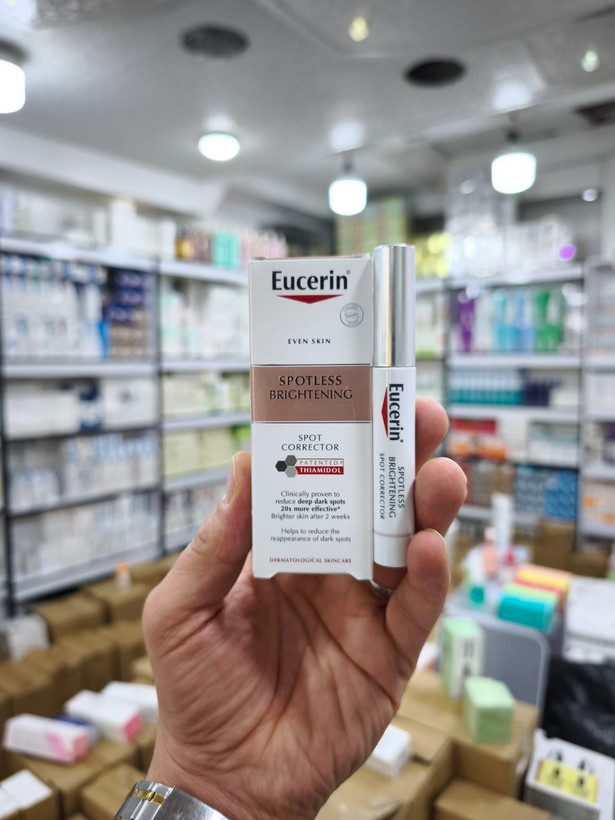 Eucerin®
EVEN SKIN
SPOTLESS
BRIGHTENING
SPOT
CORRECTOR
PATENTED*
THIAMIDOL
Clinically proven to
reduce deep dark spots
20x more effective*
Brighter skin after 2 weeks
Helps to reduce the
reappearance of dark spots
DERMATOLOGICAL SKINCARE
Eucerin
SPOTLESS
BRIGHTENING
SPOT CORRECTOR